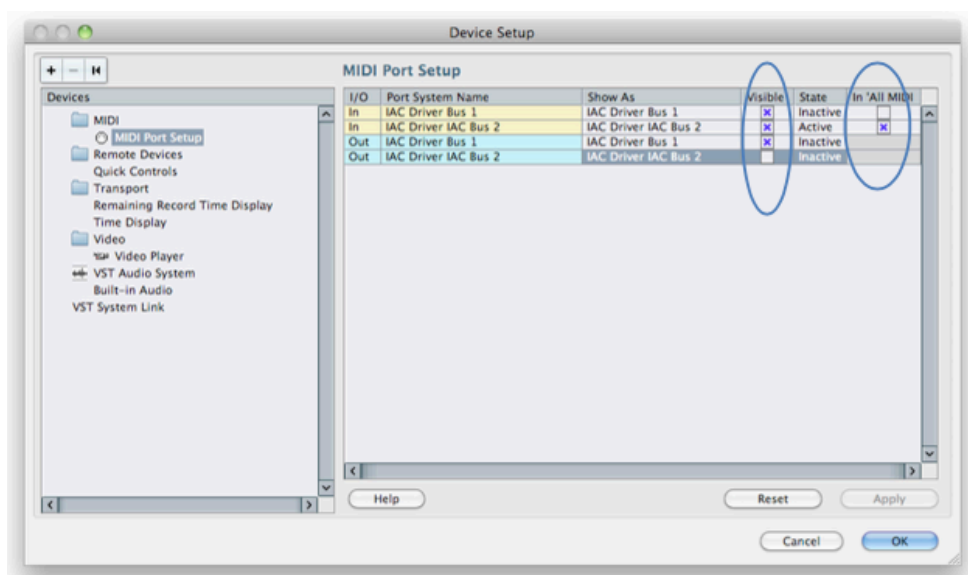 Device Setup
+ −
Devices
MIDI
MIDI Port Setup
Remote Devices
Quick Controls
Transport
Remaining Record Time Display
Time Display
Video
Video Player
VST Audio System
Built-in Audio
VST System Link
MIDI Port Setup
I/O Port System Name Show As Visible State In 'All MIDI
In IAC Driver Bus 1 IAC Driver Bus 1 Inactive
In IAC Driver IAC Bus 2 IAC Driver IAC Bus 2 Active
Out IAC Driver Bus 1 IAC Driver Bus 1 Inactive
Out IAC Driver IAC Bus 2 IAC Driver IAC Bus 2 Inactive
Help Reset Apply
Cancel OK